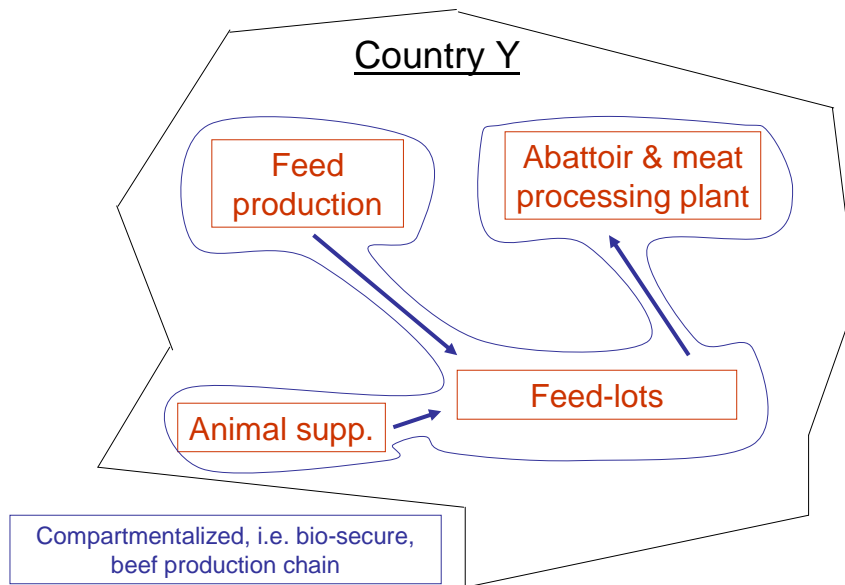 Country Y
Feed
production
Abattoir & meat
processing plant
Feed-lots
Animal supp.
Compartmentalized, i.e. bio-secure,
beef production chain